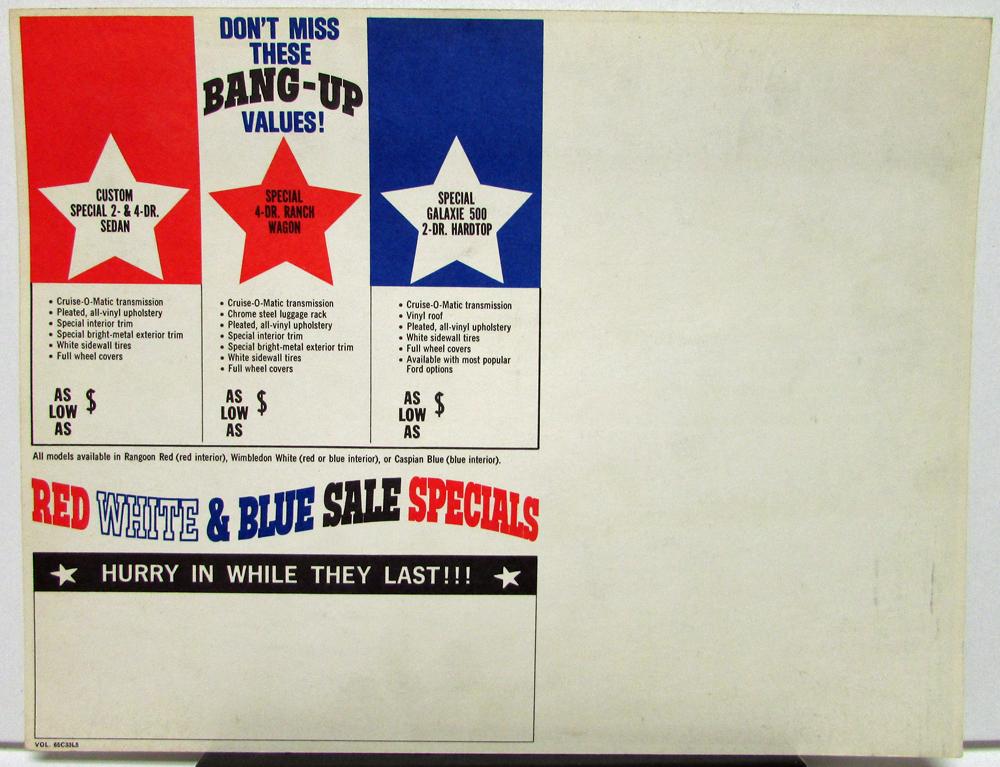 DON'T MISS
THESE
BANG-UP
VALUES!
CUSTOM
SPECIAL 2- & 4-DR.
SEDAN
• Cruise-O-Matic transmission
• Pleated, all-vinyl upholstery
• Special interior trim
• Special bright-metal exterior trim
• White sidewall tires
• Full wheel covers
AS
LOW $
AS
SPECIAL
4-DR. RANCH
WAGON
• Cruise-O-Matic transmission
• Chrome steel luggage rack
• Pleated, all-vinyl upholstery
• Special interior trim
• Special bright-metal exterior trim
• White sidewall tires
• Full wheel covers
AS
LOW $
AS
SPECIAL
GALAXIE 500
2-DR. HARDTOP
• Cruise-O-Matic transmission
• Vinyl roof
• Pleated, all-vinyl upholstery
• White sidewall tires
• Full wheel covers
• Available with most popular
Ford options
AS
LOW $
AS
All models available in Rangoon Red (red interior), Wimbledon White (red or blue interior), or Caspian Blue (blue interior).
RED WHITE & BLUE SALE SPECIALS
HURRY IN WHILE THEY LAST!!!
VOL. 65C33L5